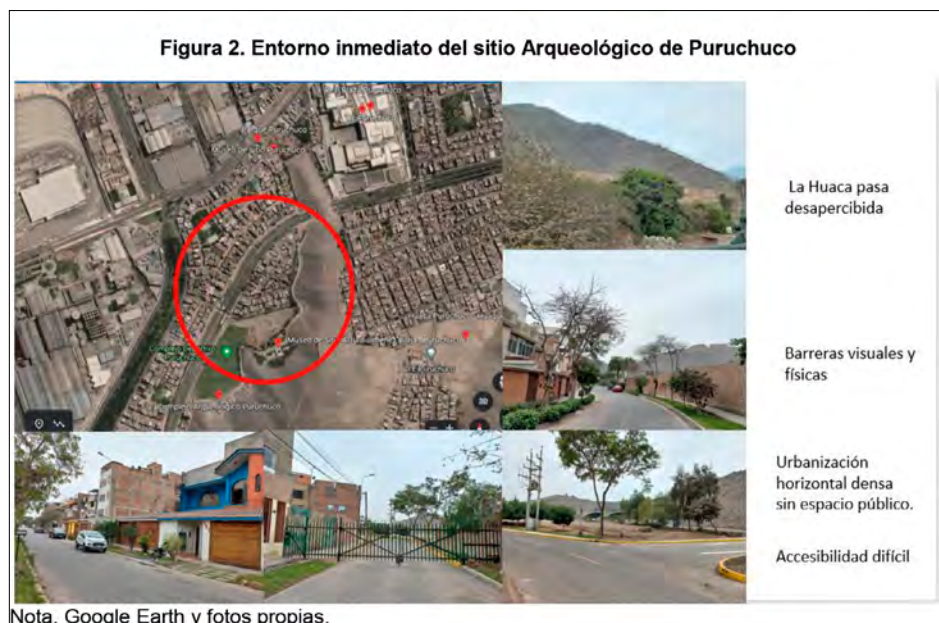 Figura 2. Entorno inmediato del sitio Arqueológico de Puruchuco
La Huaca pasa
desapercibida
Barreras visuales y
físicas
Urbanización
horizontal densa
sin espacio público.
Accesibilidad difícil
Nota. Google Earth y fotos propias.